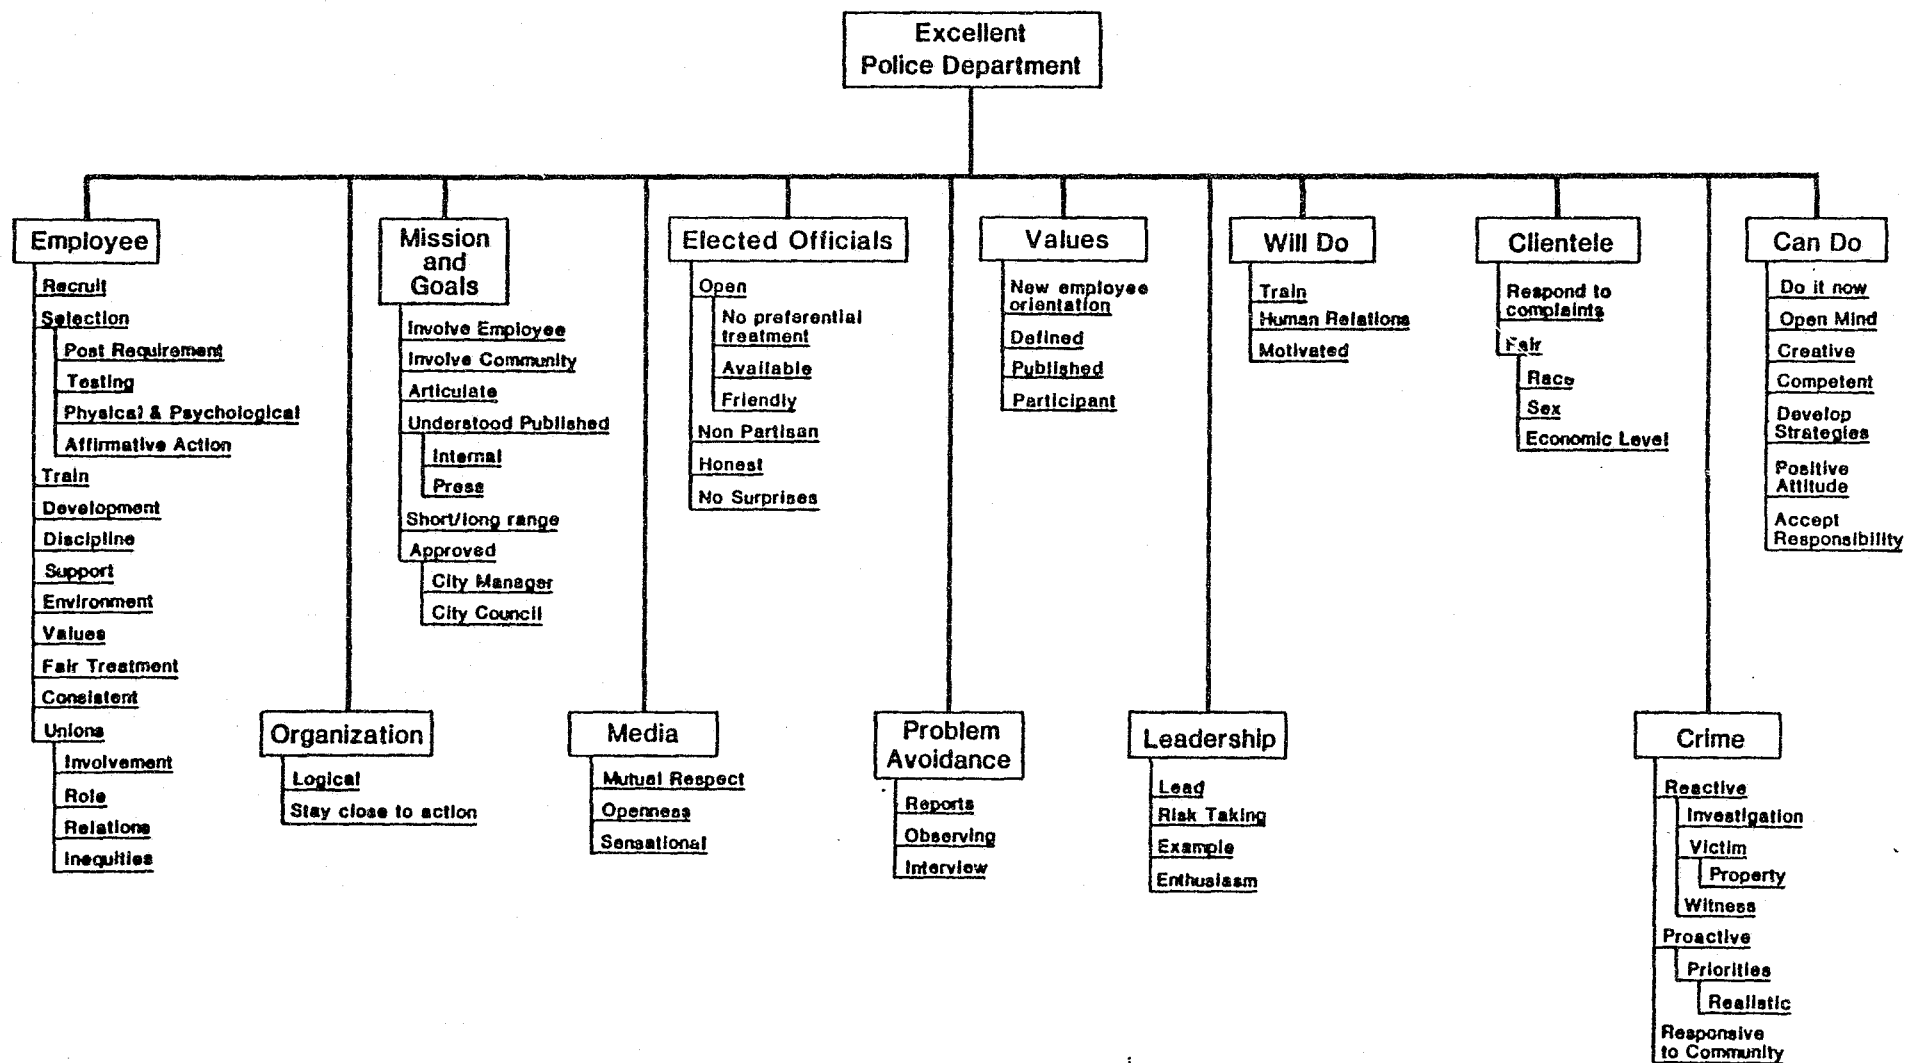 Excellent
Police Department
Employee
Recruit
Selection
Post Requirement
Testing
Physical & Psychological
Affirmative Action
Train
Development
Discipline
Support
Environment
Values
Fair Treatment
Consistent
Unions
Involvement
Role
Relations
Inequities
Organization
Logical
Stay close to action
Mission
and
Goals
Involve Employee
Involve Community
Articulate
Understood Published
Internal
Press
Short/long range
Approved
City Manager
City Council
Media
Mutual Respect
Openness
Sensational
Elected Officials
Open
No preferential
treatment
Available
Friendly
Non Partisan
Honest
No Surprises
Problem
Avoidance
Reports
Observing
Interview
Values
New employee
orientation
Defined
Published
Participant
Leadership
Lead
Risk Taking
Example
Enthusiasm
Will Do
Train
Human Relations
Motivated
Clientele
Respond to
complaints
Fair
Race
Sex
Economic Level
Crime
Reactive
Investigation
Victim
Property
Witness
Proactive
Priorities
Realistic
Responsive
to Community
Can Do
Do it now
Open Mind
Creative
Competent
Develop
Strategies
Positive
Attitude
Accept
Responsibility